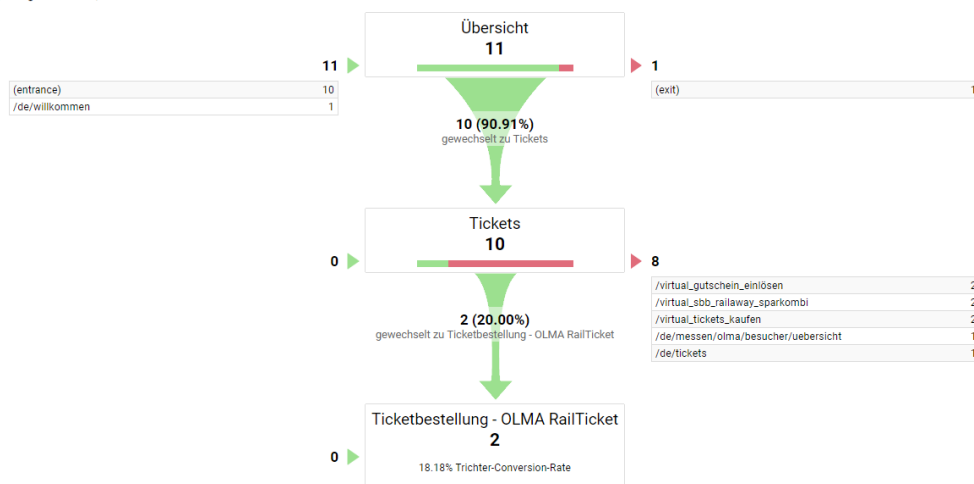 Übersicht
11
11
1
(entrance) 10
/de/willkommen 1
(exit) 1
10 (90.91%)
gewechselt zu Tickets
Tickets
10
0
8
/virtual_gutschein_einlösen 2
/virtual_sbb_railaway_sparkombi 2
/virtual_tickets_kaufen 2
/de/messen/olma/besucher/uebersicht 1
/de/tickets 1
2 (20.00%)
gewechselt zu Ticketbestellung - OLMA RailTicket
Ticketbestellung - OLMA RailTicket
2
0
18.18% Trichter-Conversion-Rate